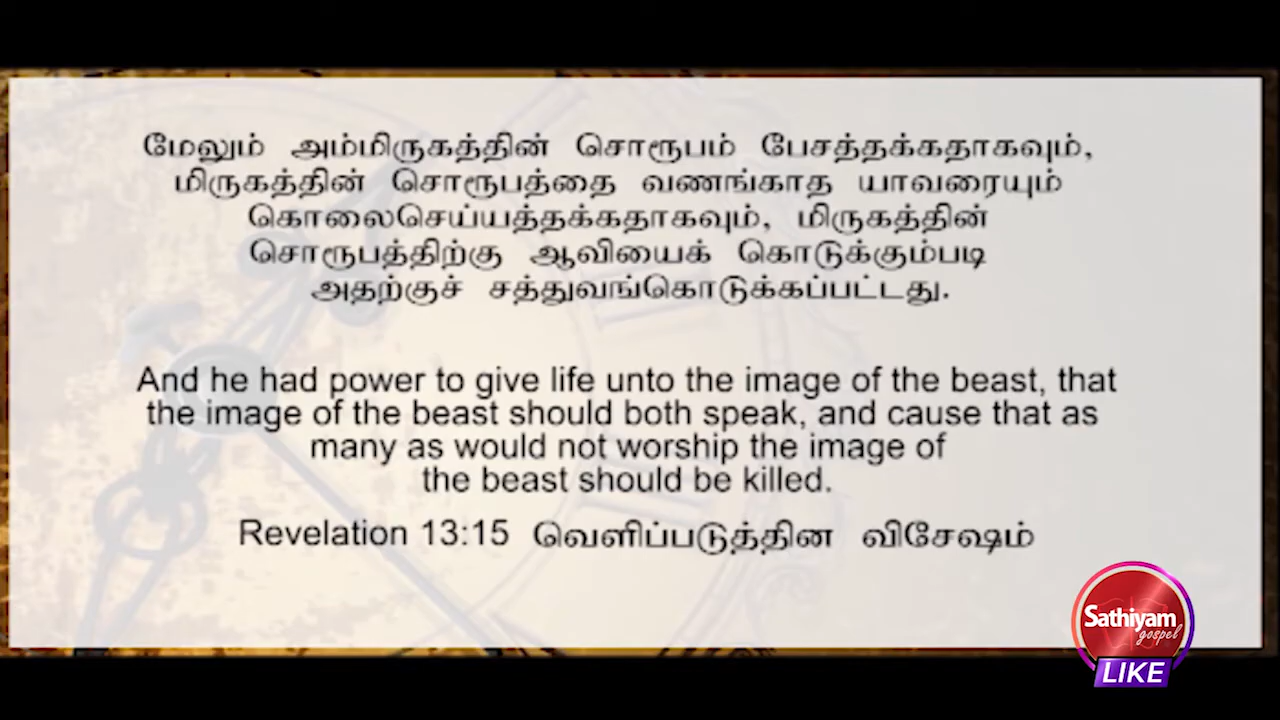 மேலும் அம்மிருகத்தின் சொரூபம் பேசத்தக்கதாகவும்,
மிருகத்தின் சொரூபத்தை வணங்காத யாவரையும்
கொலைசெய்யத்தக்கதாகவும், மிருகத்தின்
சொரூபத்திற்கு ஆவியைக் கொடுக்கும்படி
அதற்குச் சத்துவங்கொடுக்கப்பட்டது.
And he had power to give life unto the image of the beast, that
the image of the beast should both speak, and cause that as
many as would not worship the image of
the beast should be killed.
Revelation 13:15 வெளிப்படுத்தின விசேஷம்
Sathiyam
gospel
LIKE